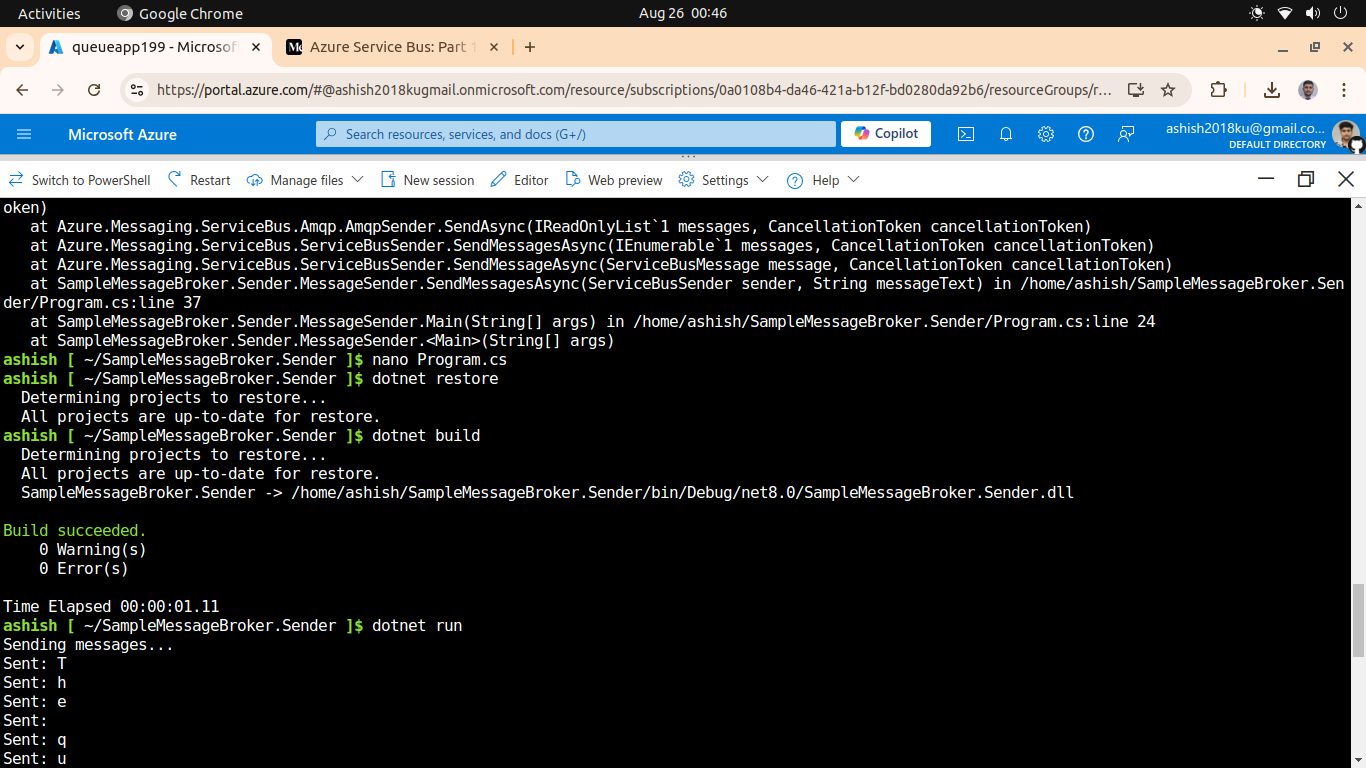 Activities
Google Chrome
Aug 26 00:46
queueapp199 - Microsof
Azure Service Bus: Part 1
https://portal.azure.com/#@ashish2018kugmail.onmicrosoft.com/resource/subscriptions/0a0108b4-da46-421a-b12f-bd0280da92b6/resourceGroups/r...
Microsoft Azure
Search resources, services, and docs (G+/)
Copilot
ashish2018ku@gmail.co...
DEFAULT DIRECTORY
Switch to PowerShell
Restart
Manage files
New session
Editor
Web preview
Settings
Help
oken)
   at Azure.Messaging.ServiceBus.Amqp.AmqpSender.SendAsync(IReadOnlyList`1 messages, CancellationToken cancellationToken)
   at Azure.Messaging.ServiceBus.ServiceBusSender.SendMessagesAsync(IEnumerable`1 messages, CancellationToken cancellationToken)
   at Azure.Messaging.ServiceBus.ServiceBusSender.SendMessageAsync(ServiceBusMessage message, CancellationToken cancellationToken)
   at SampleMessageBroker.Sender.MessageSender.SendMessagesAsync(ServiceBusSender sender, String messageText) in /home/ashish/SampleMessageBroker.Sen
der/Program.cs:line 37
   at SampleMessageBroker.Sender.MessageSender.Main(String[] args) in /home/ashish/SampleMessageBroker.Sender/Program.cs:line 24
   at SampleMessageBroker.Sender.MessageSender.<Main>(String[] args)
ashish [ ~/SampleMessageBroker.Sender ]$ nano Program.cs
ashish [ ~/SampleMessageBroker.Sender ]$ dotnet restore
  Determining projects to restore...
  All projects are up-to-date for restore.
ashish [ ~/SampleMessageBroker.Sender ]$ dotnet build
  Determining projects to restore...
  All projects are up-to-date for restore.
  SampleMessageBroker.Sender -> /home/ashish/SampleMessageBroker.Sender/bin/Debug/net8.0/SampleMessageBroker.Sender.dll
Build succeeded.
    0 Warning(s)
    0 Error(s)
Time Elapsed 00:00:01.11
ashish [ ~/SampleMessageBroker.Sender ]$ dotnet run
Sending messages...
Sent: T
Sent: h
Sent: e
Sent:
Sent: q
Sent: u